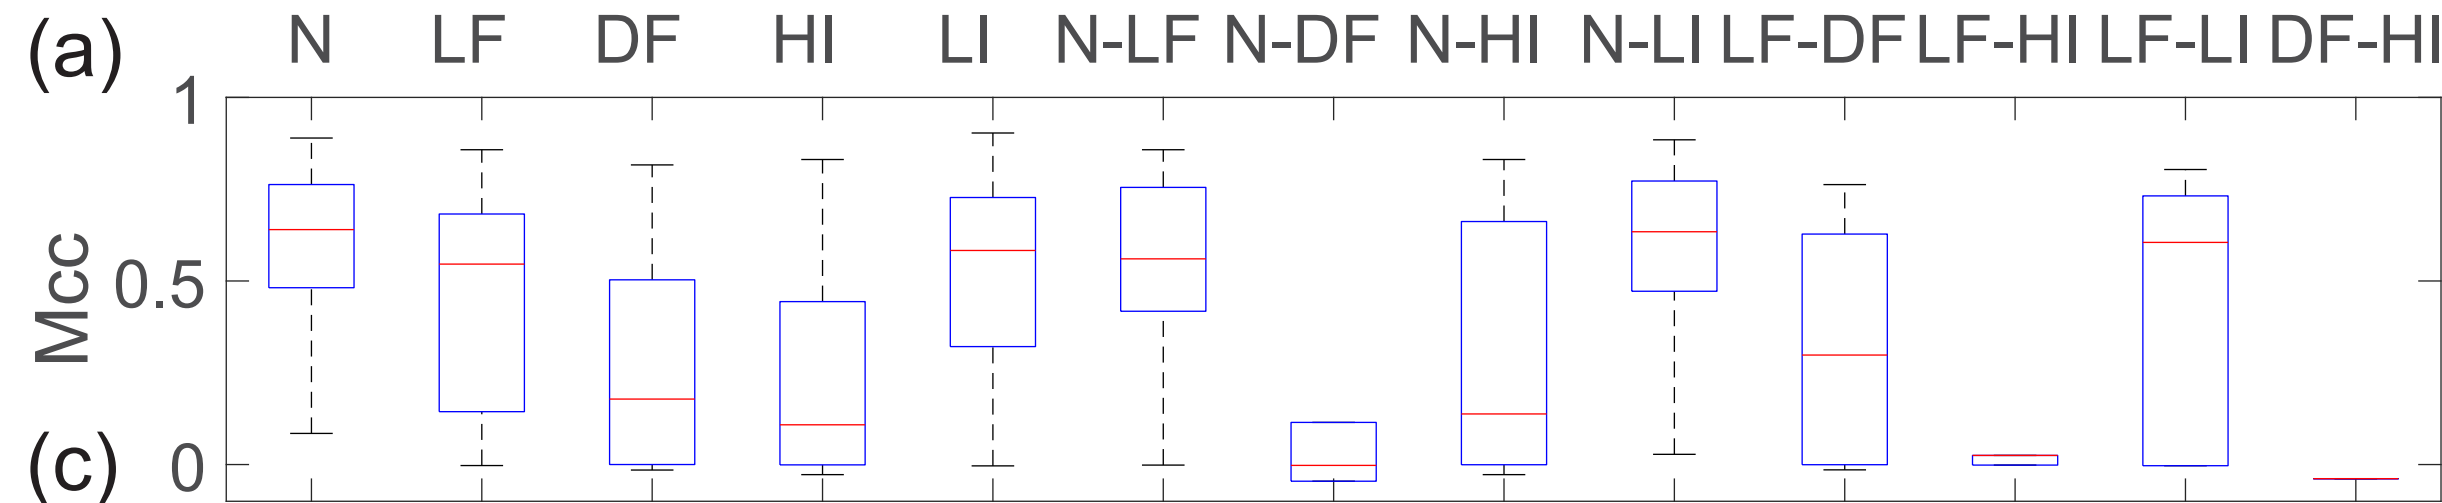 (a) N LF DF HI LI N-LF N-DF N-HI N-LI LF-DF LF-HI LF-LI DF-HI
1
0.5
0
Mcc
(c)